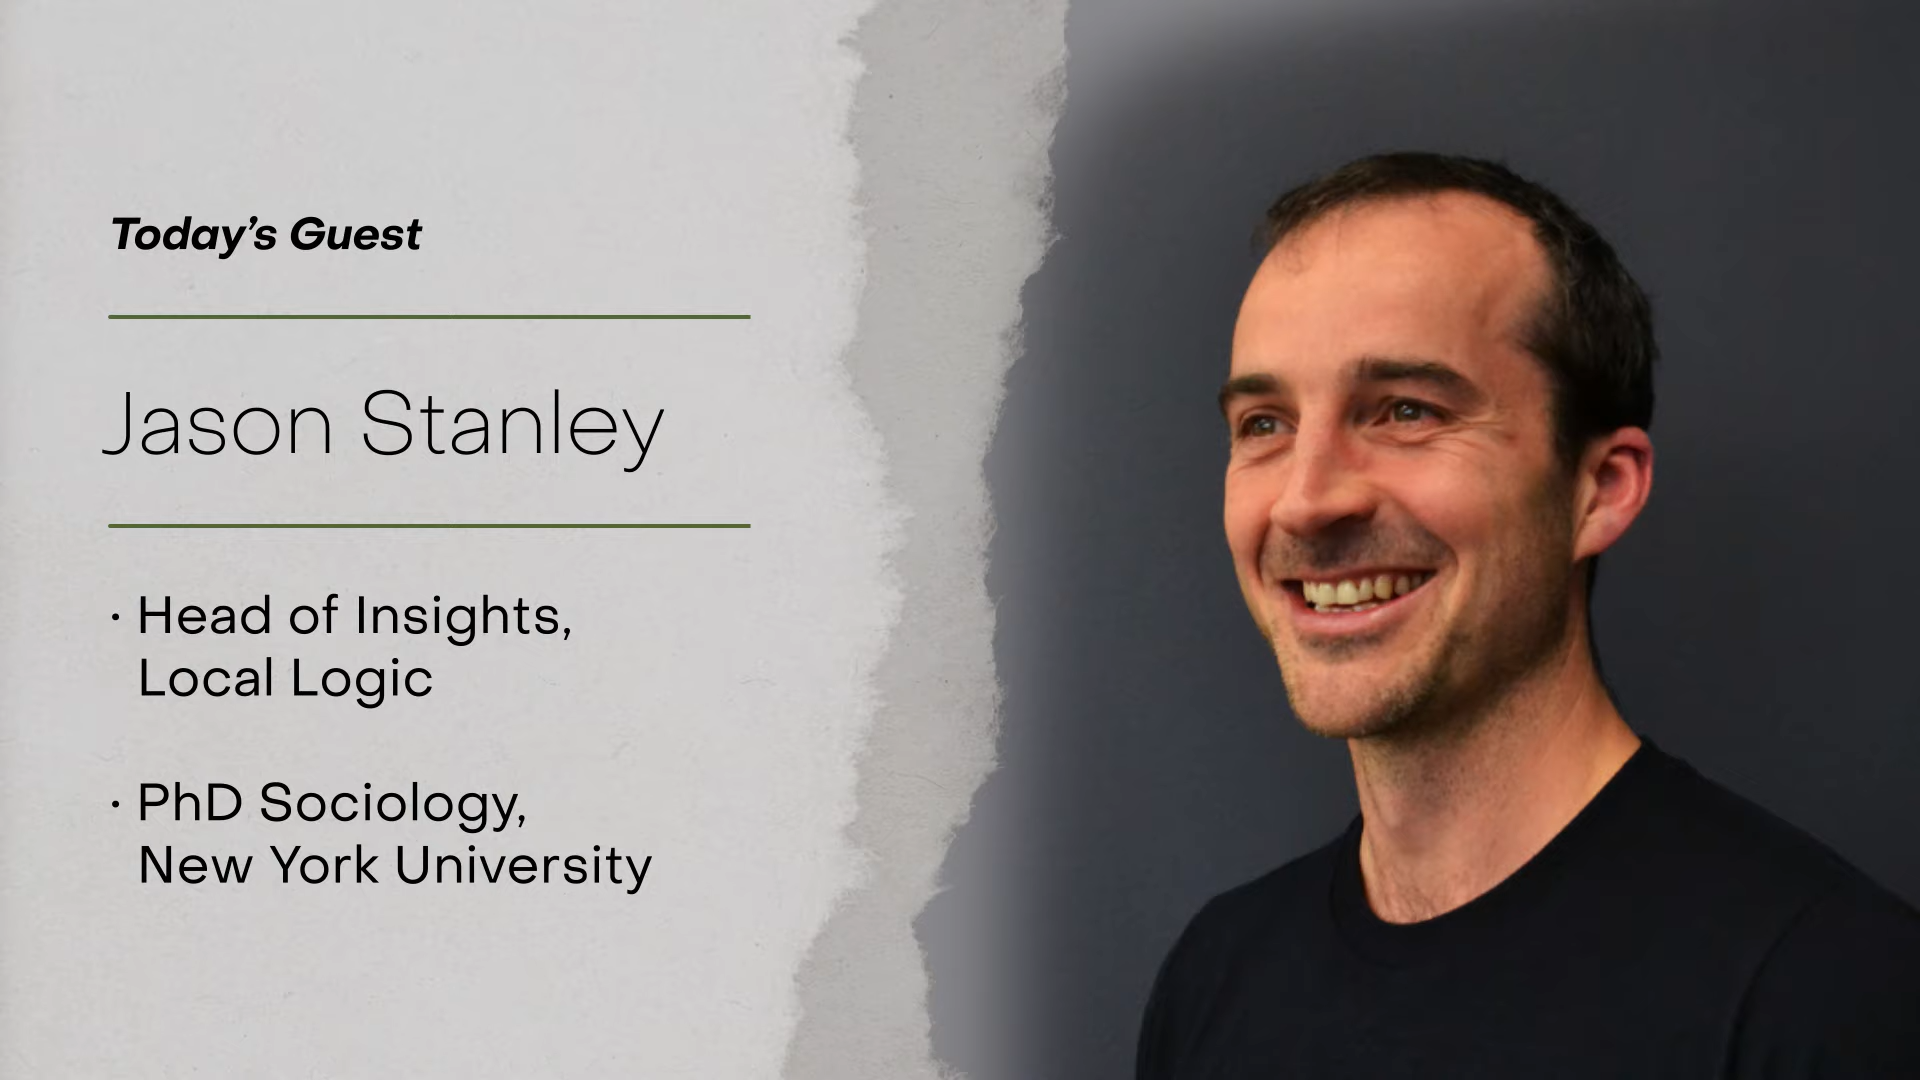 Today’s Guest
Jason Stanley
· Head of Insights,
Local Logic
· PhD Sociology,
New York University